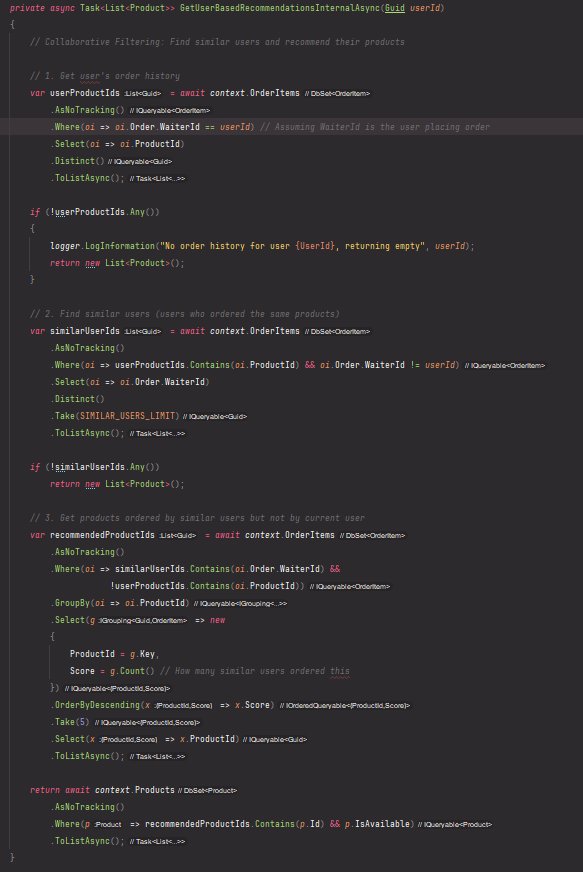 private async Task<List<Product>> GetUserBasedRecommendationsInternalAsync(Guid userId)
{
// Collaborative Filtering: Find similar users and recommend their products
// 1. Get user's order history
var userProductIds :List<Guid> = await context.OrderItems // DbSet<OrderItem>
.AsNoTracking() // IQueryable<OrderItem>
.Where(oi => oi.Order.WaiterId == userId) // Assuming WaiterId is the user placing order
.Select(oi => oi.ProductId)
.Distinct() // IQueryable<Guid>
.ToListAsync(); // Task<List<...>>
if (!userProductIds.Any())
{
logger.LogInformation("No order history for user {UserId}, returning empty", userId);
return new List<Product>();
}
// 2. Find similar users (users who ordered the same products)
var similarUserIds :List<Guid> = await context.OrderItems // DbSet<OrderItem>
.AsNoTracking()
.Where(oi => userProductIds.Contains(oi.ProductId) && oi.Order.WaiterId != userId) // IQueryable<OrderItem>
.Select(oi => oi.Order.WaiterId)
.Distinct()
.Take(SIMILAR_USERS_LIMIT) // IQueryable<Guid>
.ToListAsync(); // Task<List<...>>
if (!similarUserIds.Any())
return new List<Product>();
// 3. Get products ordered by similar users but not by current user
var recommendedProductIds :List<Guid> = await context.OrderItems // DbSet<OrderItem>
.AsNoTracking()
.Where(oi => similarUserIds.Contains(oi.Order.WaiterId) &&
!userProductIds.Contains(oi.ProductId)) // IQueryable<OrderItem>
.GroupBy(oi => oi.ProductId) // IQueryable<IGrouping<...>>
.Select(g :IGrouping<Guid,OrderItem> => new
{
ProductId = g.Key,
Score = g.Count() // How many similar users ordered this
}) // IQueryable<{ProductId,Score}>
.OrderByDescending(x :{ProductId,Score} => x.Score) // IOrderedQueryable<{ProductId,Score}>
.Take(5) // IQueryable<{ProductId,Score}>
.Select(x :{ProductId,Score} => x.ProductId) // IQueryable<Guid>
.ToListAsync(); // Task<List<...>>
return await context.Products // DbSet<Product>
.AsNoTracking()
.Where(p :Product => recommendedProductIds.Contains(p.Id) && p.IsAvailable) // IQueryable<Product>
.ToListAsync(); // Task<List<...>>
}